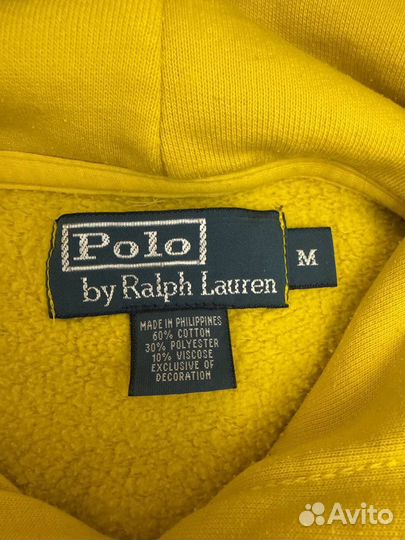 Polo
by Ralph Lauren
M
MADE IN PHILIPPINES
60% COTTON
30% POLYESTER
10% VISCOSE
EXCLUSIVE OF
DECORATION
Avito